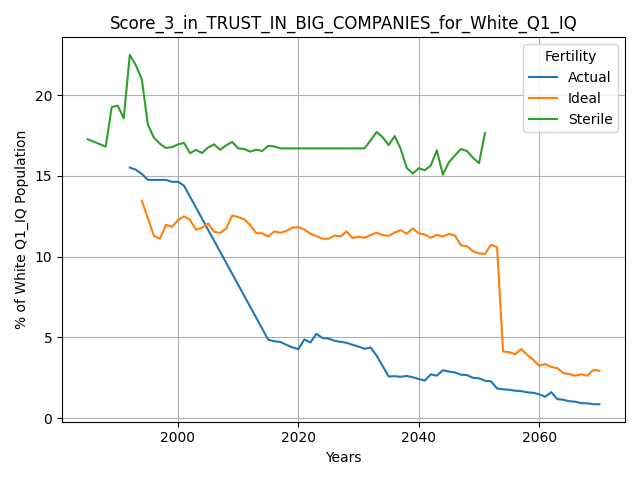 Score_3_in_TRUST_IN_BIG_COMPANIES_for_White_Q1_IQ
Fertility
Actual
Ideal
Sterile
% of White Q1_IQ Population
20
15
10
5
0
2000
2020
2040
2060
Years